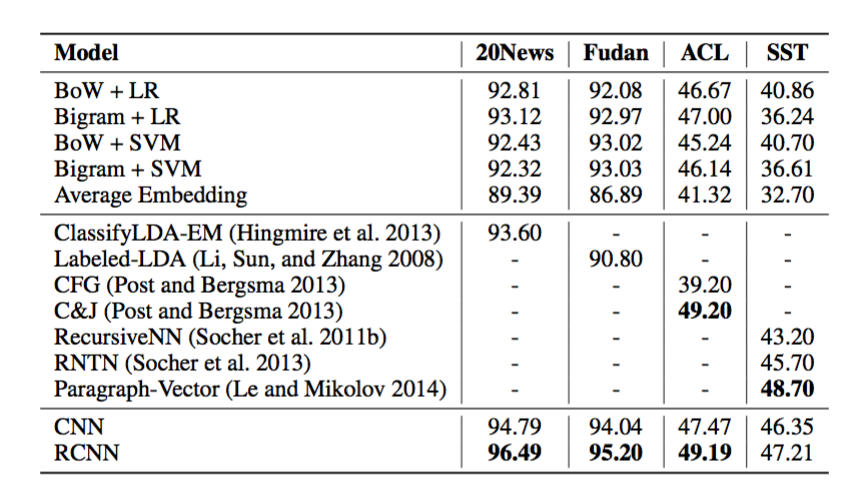 Model 20News Fudan ACL SST
BoW + LR 92.81 92.08 46.67 40.86
Bigram + LR 93.12 92.97 47.00 36.24
BoW + SVM 92.43 93.02 45.24 40.70
Bigram + SVM 92.32 93.03 46.14 36.61
Average Embedding 89.39 86.89 41.32 32.70
ClassifyLDA-EM (Hingmire et al. 2013) 93.60 - - -
Labeled-LDA (Li, Sun, and Zhang 2008) - 90.80 - -
CFG (Post and Bergsma 2013) - - 39.20 -
C&J (Post and Bergsma 2013) - - 49.20 -
RecursiveNN (Socher et al. 2011b) - - - 43.20
RNTN (Socher et al. 2013) - - - 45.70
Paragraph-Vector (Le and Mikolov 2014) - - - 48.70
CNN 94.79 94.04 47.47 46.35
RCNN 96.49 95.20 49.19 47.21